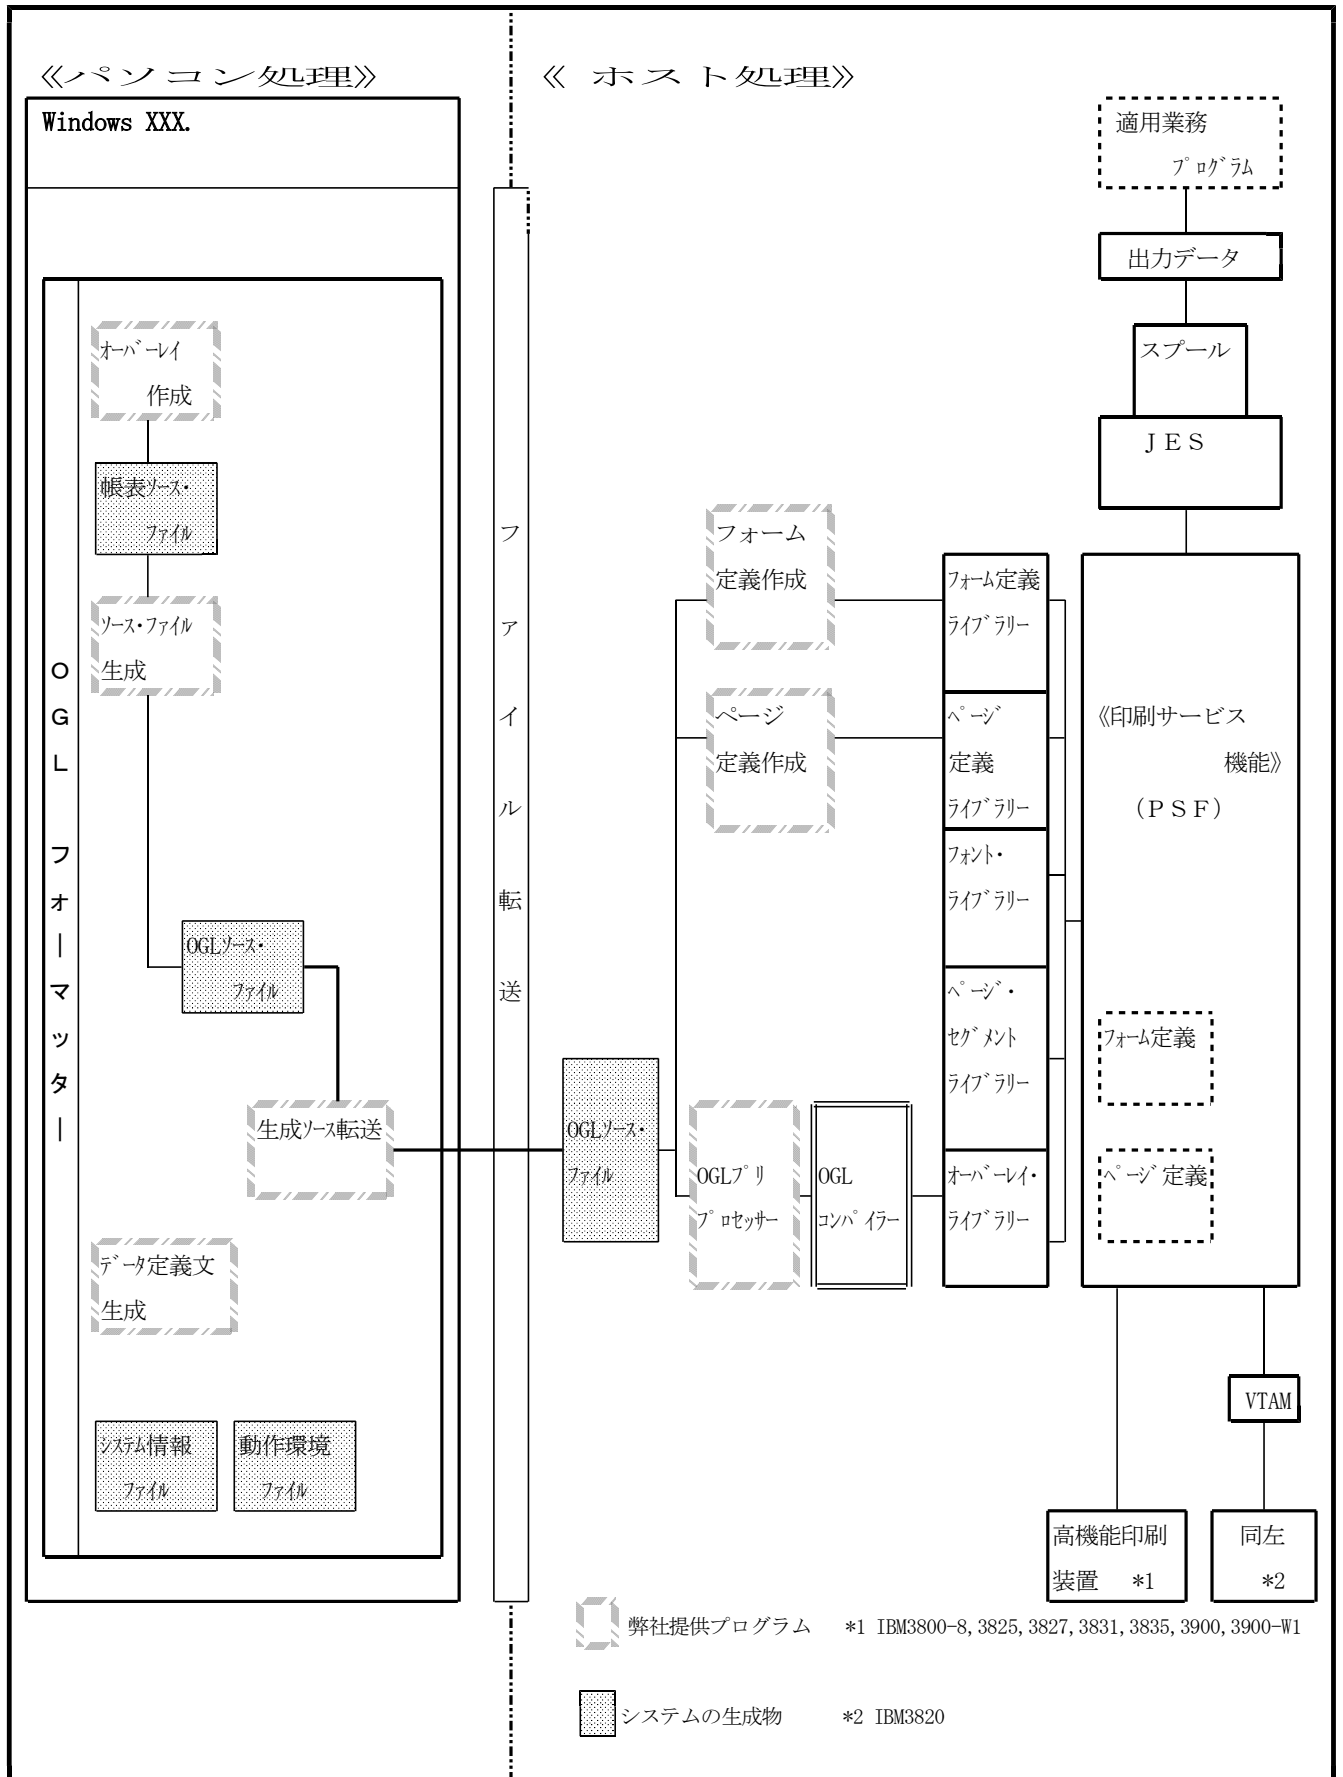 《パソコン処理》
《 ホスト処理》
Windows XXX.
OGL フォーマッター
オーバーレイ
作成
帳表ソース・
ファイル
ソース・ファイル
生成
OGLソース・
ファイル
生成ソース転送
データ定義文
生成
システム情報
ファイル
動作環境
ファイル
ファイル転送
OGLソース・
ファイル
フォーム
定義作成
ページ
定義作成
OGLプリ
プロセッサー
OGL
コンパイラー
フォーム定義
ライブラリー
ページ
定義
ライブラリー
フォント・
ライブラリー
ページ・
セグメント
ライブラリー
オーバーレイ・
ライブラリー
適用業務
プログラム
出力データ
スプール
JES
《印刷サービス
機能》
(PSF)
フォーム定義
ページ定義
VTAM
高機能印刷
装置 *1
同左
*2
弊社提供プログラム *1 IBM3800-8,3825,3827,3831,3835,3900,3900-W1
システムの生成物 *2 IBM3820